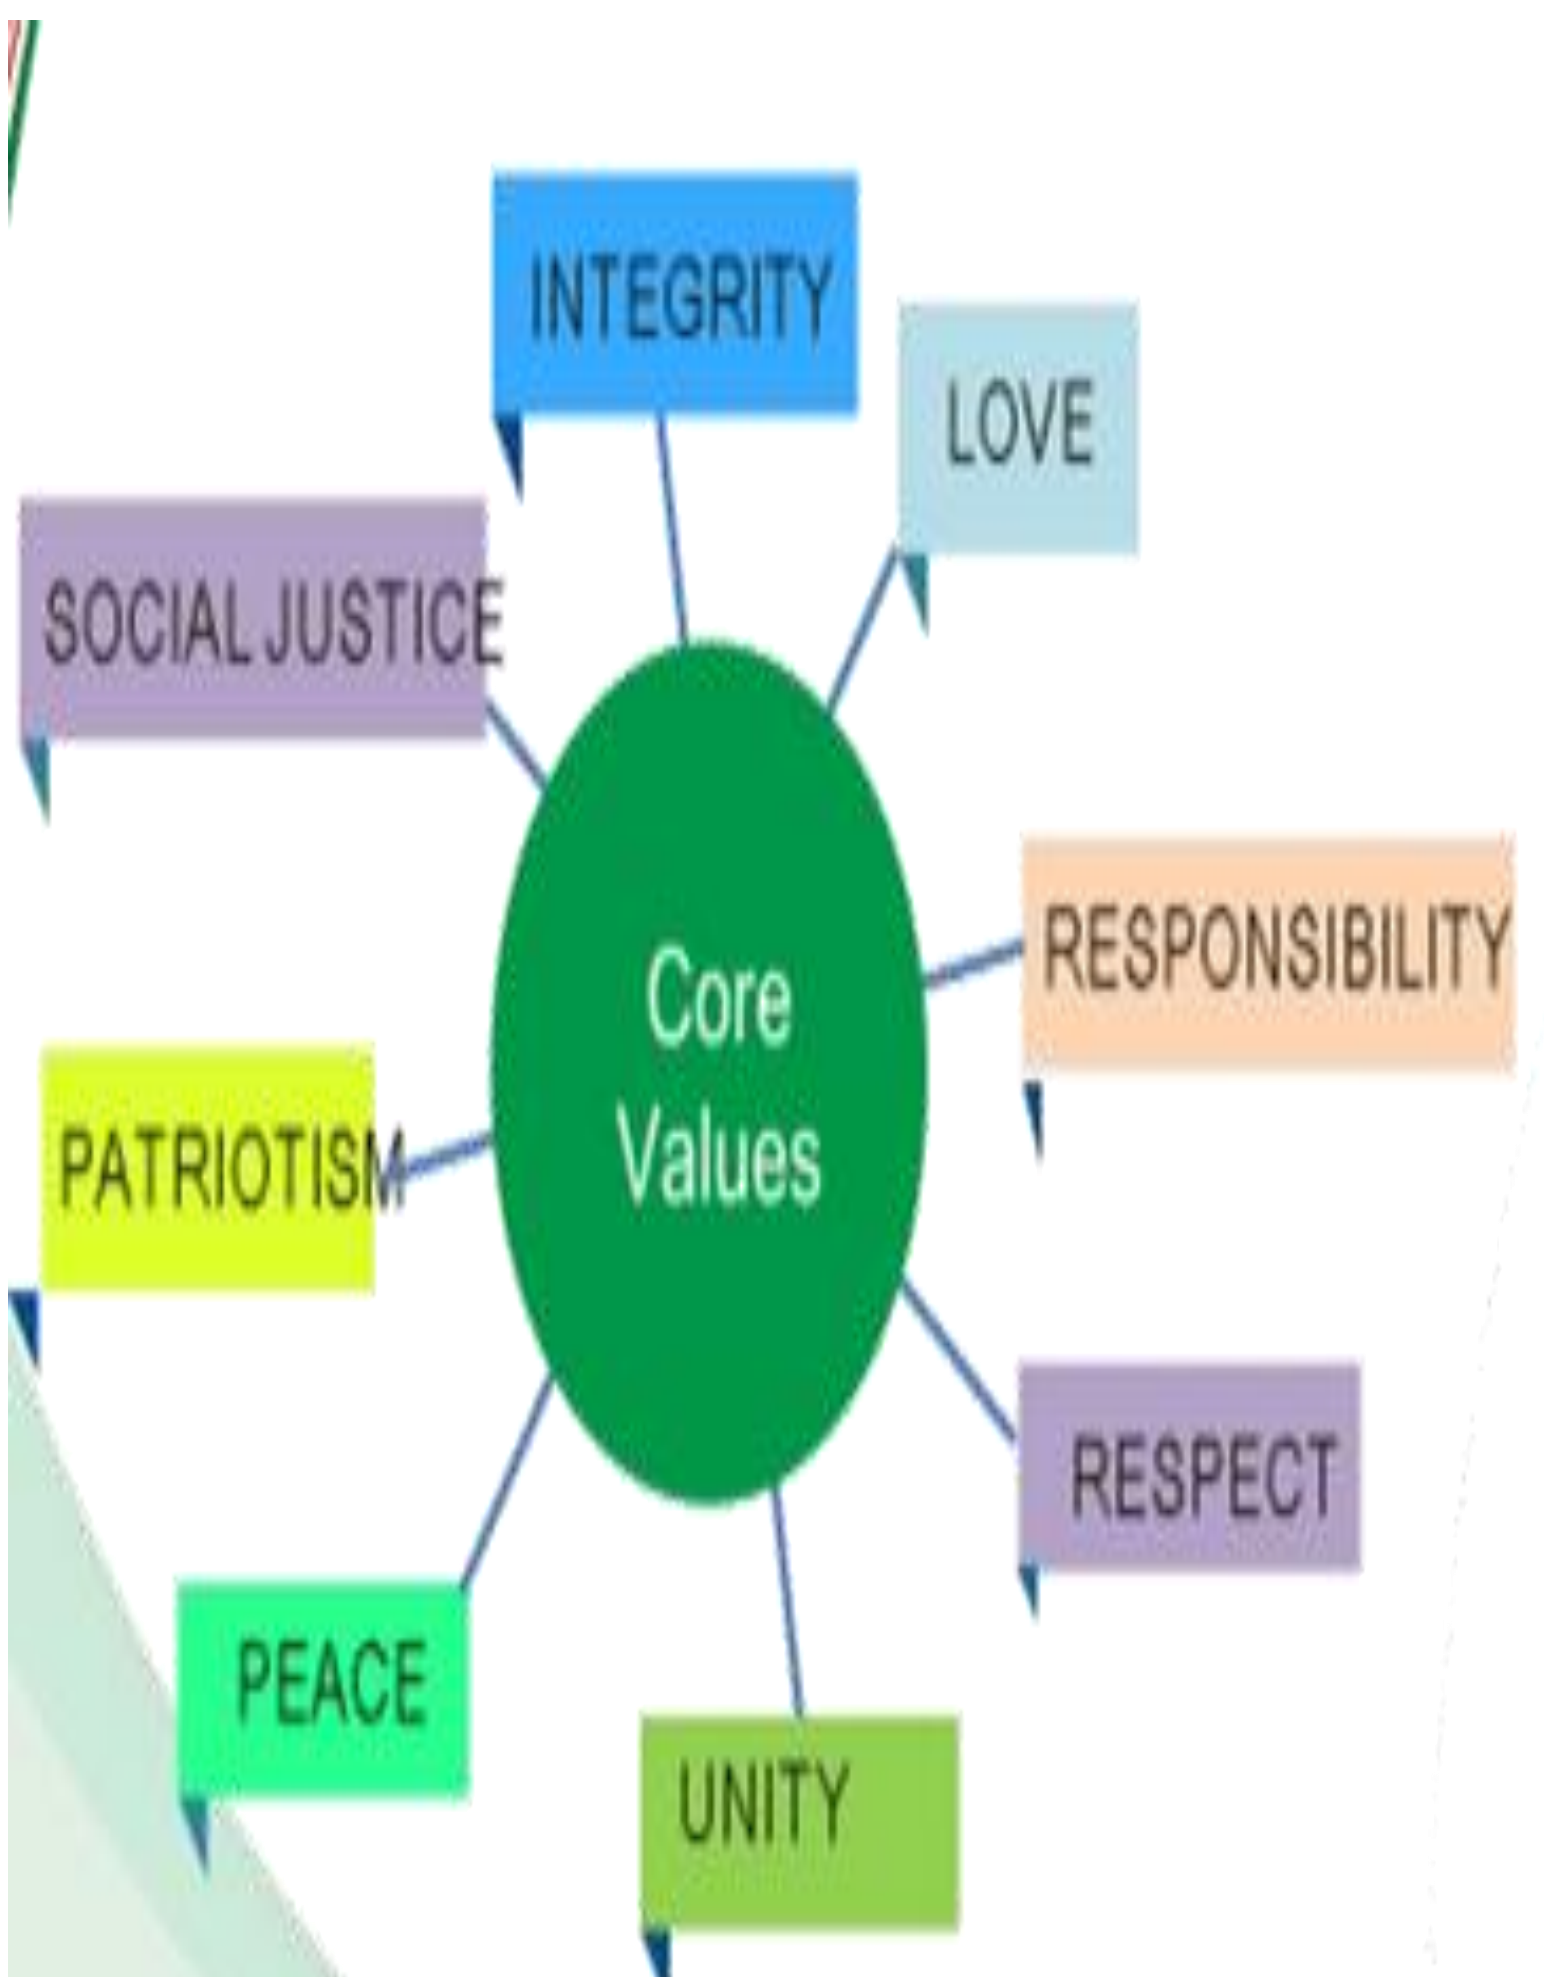 INTEGRITY
LOVE
SOCIAL JUSTICE
RESPONSIBILITY
Core
Values
PATRIOTISM
RESPECT
PEACE
UNITY